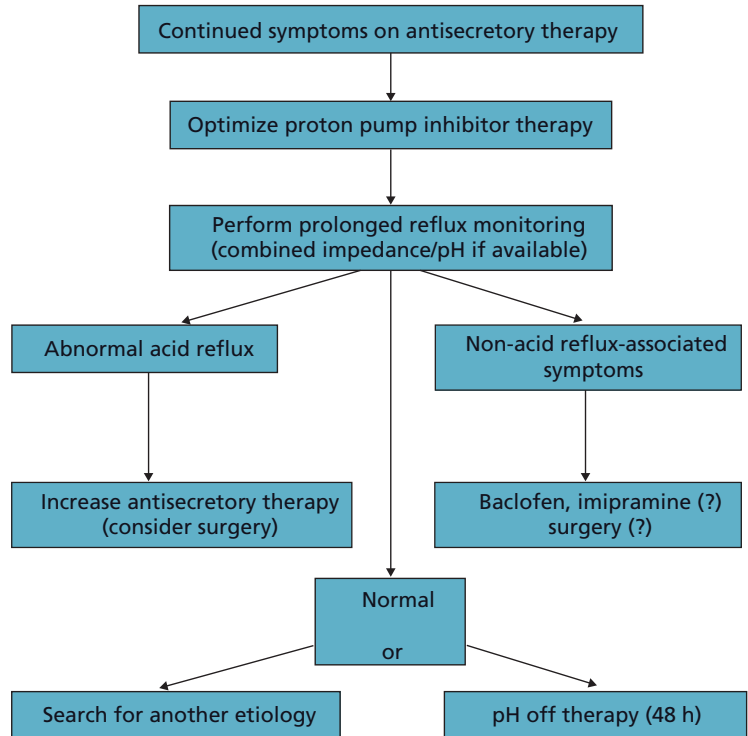 Continued symptoms on antisecretory therapy
Optimize proton pump inhibitor therapy
Perform prolonged reflux monitoring
(combined impedance/pH if available)
Abnormal acid reflux
Non-acid reflux-associated
symptoms
Increase antisecretory therapy
(consider surgery)
Baclofen, imipramine (?)
surgery (?)
Normal
or
Search for another etiology
pH off therapy (48 h)